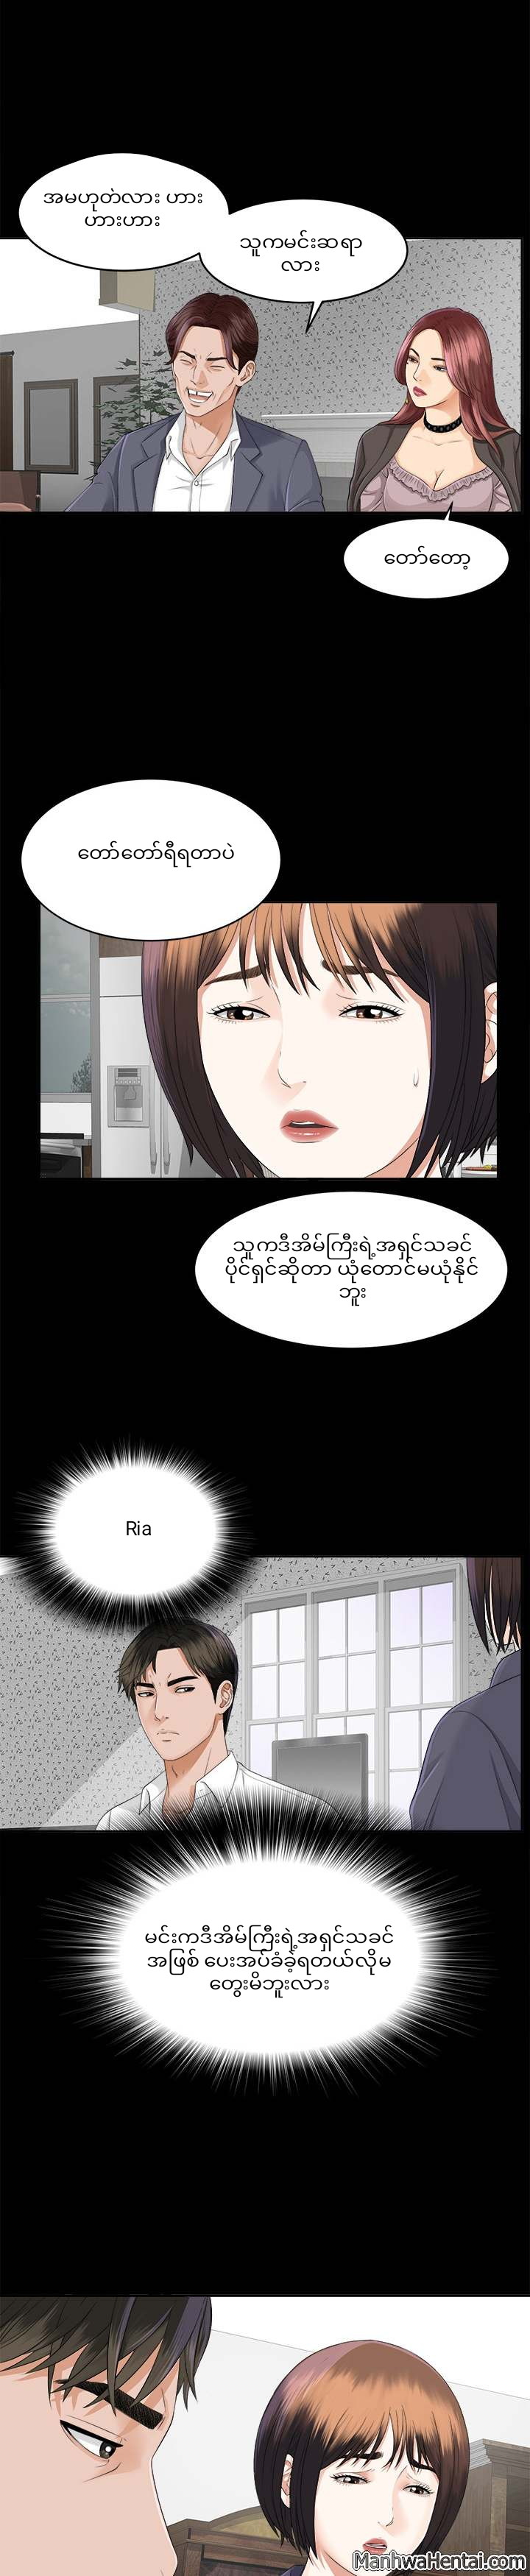 အမဟုတဲလား ဟား
ဟားဟား
သူကမင်းဆရာ
လား
တော်တော့
တော်တော်ရီရတာပဲ
သူကဒီအိမ်ကြီးရဲ့အရှင်သခင်
ပိုင်ရှင်ဆိုတာ ယုံတောင်မယုံနိုင်
ဘူး
Ria
မင်းကဒီအိမ်ကြီးရဲ့အရှင်သခင်
အဖြစ် ပေးအပ်ခံခဲ့ရတယ်လို့မ
တွေးမိဘူးလား
ManhwaHentai.com